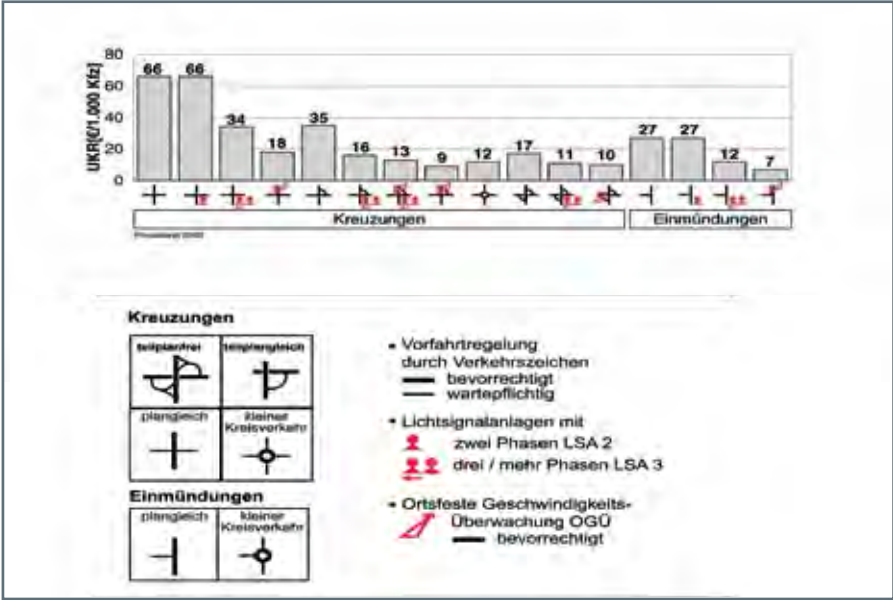 UKR[€/1.000 Kfz]
80
60
40
20
0
66 66 34 18 35 16 13 9 12 17 11 10 27 27 12 7
Kreuzungen Einmündungen
Kreuzungen
teilplanfrei teilplangleich
plangleich kleiner Kreisverkehr
Einmündungen
plangleich kleiner Kreisverkehr
• Vorfahrtregelung
durch Verkehrszeichen
bevorrechtigt
wartepflichtig
• Lichtsignalanlagen mit
zwei Phasen LSA 2
drei / mehr Phasen LSA 3
• Ortsfeste Geschwindigkeits-
Überwachung OGÜ
bevorrechtigt